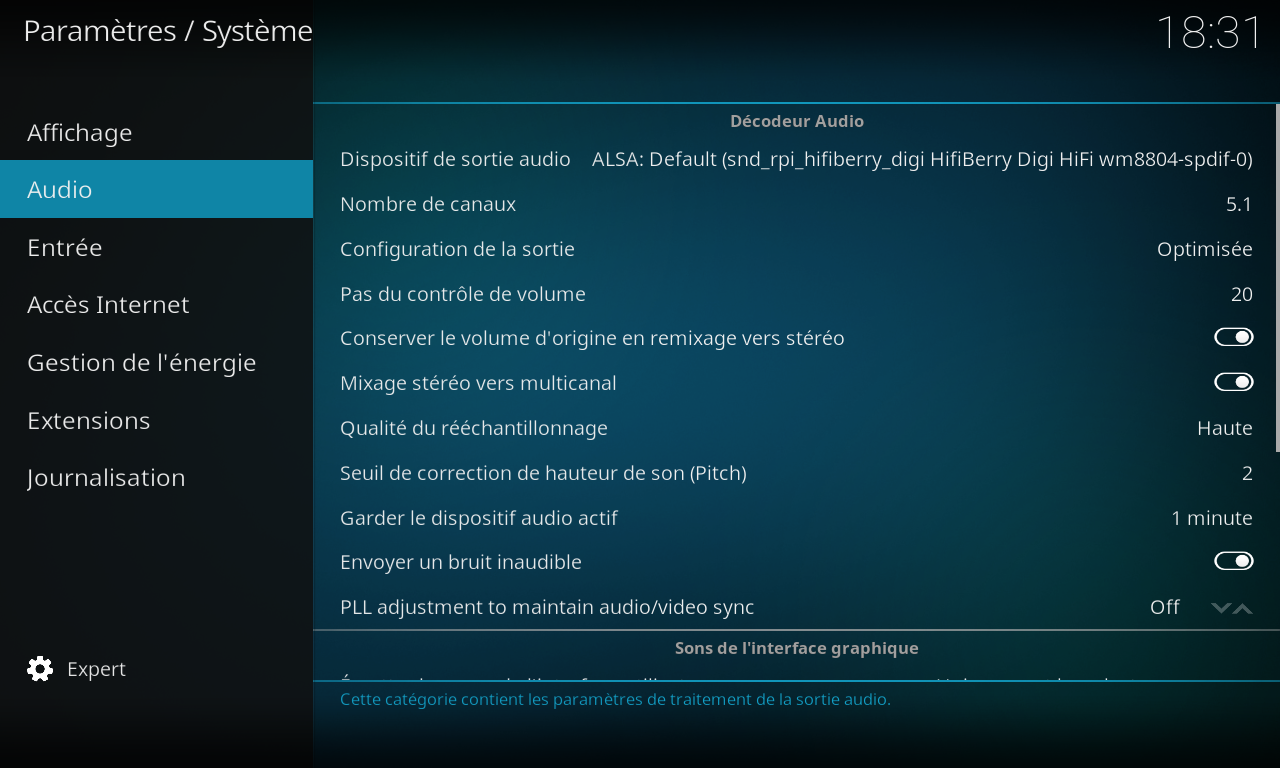 Paramètres / Système
18:31
Affichage
Audio
Entrée
Accès Internet
Gestion de l'énergie
Extensions
Journalisation
Expert
Décodeur Audio
Dispositif de sortie audio ALSA: Default (snd_rpi_hifiberry_digi HifiBerry Digi HiFi wm8804-spdif-0)
Nombre de canaux 5.1
Configuration de la sortie Optimisée
Pas du contrôle de volume 20
Conserver le volume d'origine en remixage vers stéréo
Mixage stéréo vers multicanal
Qualité du rééchantillonnage Haute
Seuil de correction de hauteur de son (Pitch) 2
Garder le dispositif audio actif 1 minute
Envoyer un bruit inaudible
PLL adjustment to maintain audio/video sync Off
Sons de l'interface graphique
Cette catégorie contient les paramètres de traitement de la sortie audio.